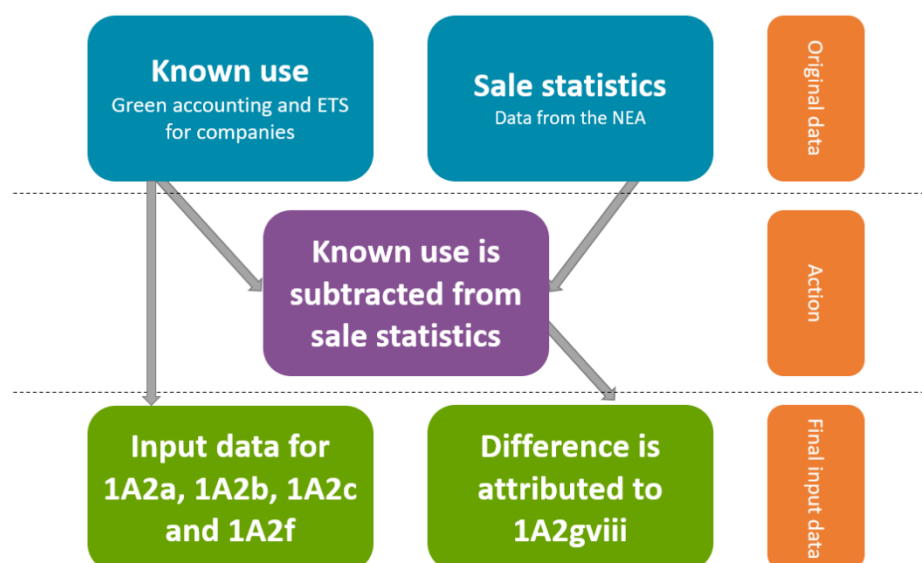 Known use
Green accounting and ETS
for companies
Sale statistics
Data from the NEA
Original data
Known use is
subtracted from
sale statistics
Action
Input data for
1A2a, 1A2b, 1A2c
and 1A2f
Difference is
attributed to
1A2gviii
Final input data